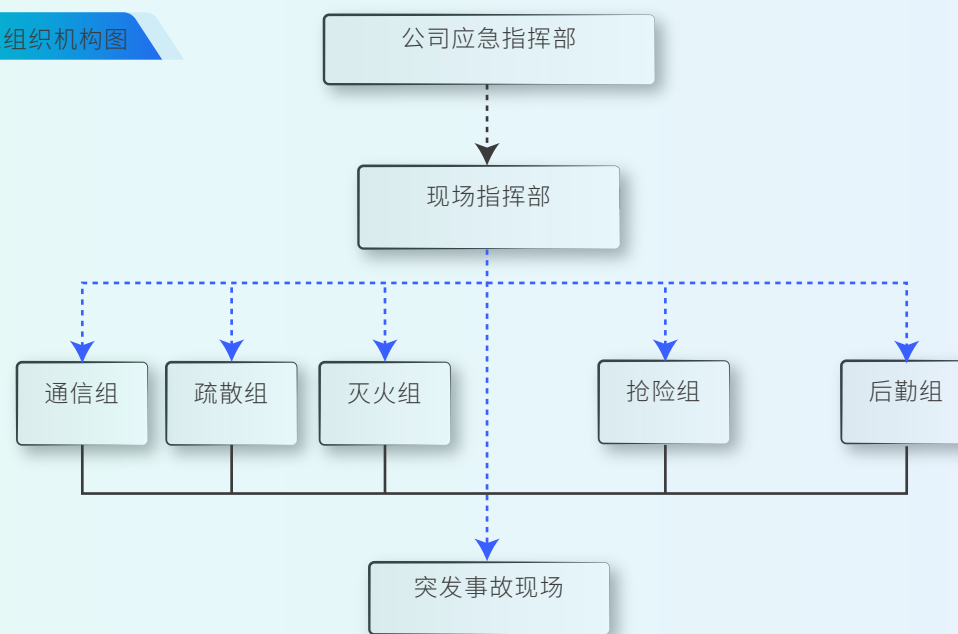 组织机构图
公司应急指挥部
现场指挥部
通信组
疏散组
灭火组
抢险组
后勤组
突发事故现场